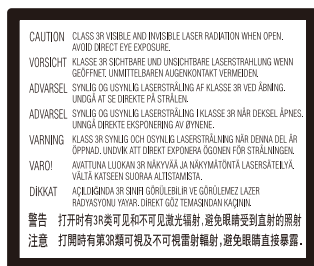 CAUTION CLASS 3R VISIBLE AND INVISIBLE LASER RADIATION WHEN OPEN.
AVOID DIRECT EYE EXPOSURE.
VORSICHT KLASSE 3R SICHTBARE UND UNSICHTBARE LASERSTRAHLUNG WENN
GEÖFFNET, UNMITTELBAREN AUGENKONTAKT VERMEIDEN.
ADVARSEL SYNLIG OG USYNLIG LASERSTRÅLING AF KLASSE 3R VED ÅBNING.
UNDGÅ AT SE DIREKTE PÅ STRÅLEN.
ADVARSEL SYNLIG OG USYNLIG LASERSTRÅLING I KLASSE 3R NÅR DEKSEL ÅPNES.
UNNGÅ DIREKTE EKSPONERING AV ØYNENE.
VARNING KLASS 3R SYNLIG OCH OSYNLIG LASERSTRÅLNING NÄR DENNA DEL ÄR
ÖPPNAD. UNDVIK ATT DIREKT EXPONERA ÖGONEN FÖR STRÅLNINGEN.
VARO! AVATTUNA LUOKAN 3R NÄKYVÄÄ JA NÄKYMÄTÖNTÄ LASERSÄTEILYÄ,
VÄLTÄ KATSEEN SUORAA ALTISTAMISTA.
DİKKAT AÇILDIĞINDA 3R SINIFI GÖRÜLEBİLİR VE GÖRÜLEMEZ LAZER
RADYASYONU YAYAR. DİREKT GÖZ TEMASINDAN KAÇININ.
警告 打开时有3R类可见和不可见激光辐射,避免眼睛受到直射的照射
注意 打開時有第3R類可視及不可視雷射輻射,避免眼睛直接暴露.